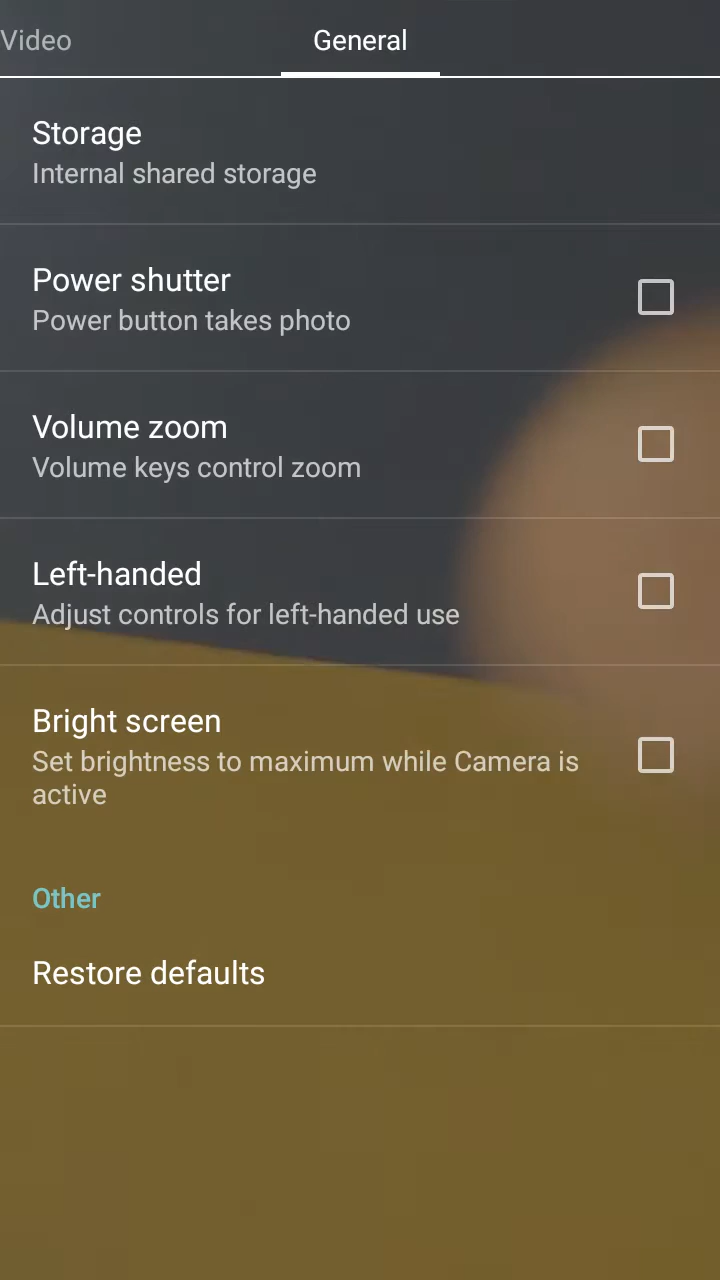 Video
General
Storage
Internal shared storage
Power shutter
Power button takes photo
Volume zoom
Volume keys control zoom
Left-handed
Adjust controls for left-handed use
Bright screen
Set brightness to maximum while Camera is
active
Other
Restore defaults